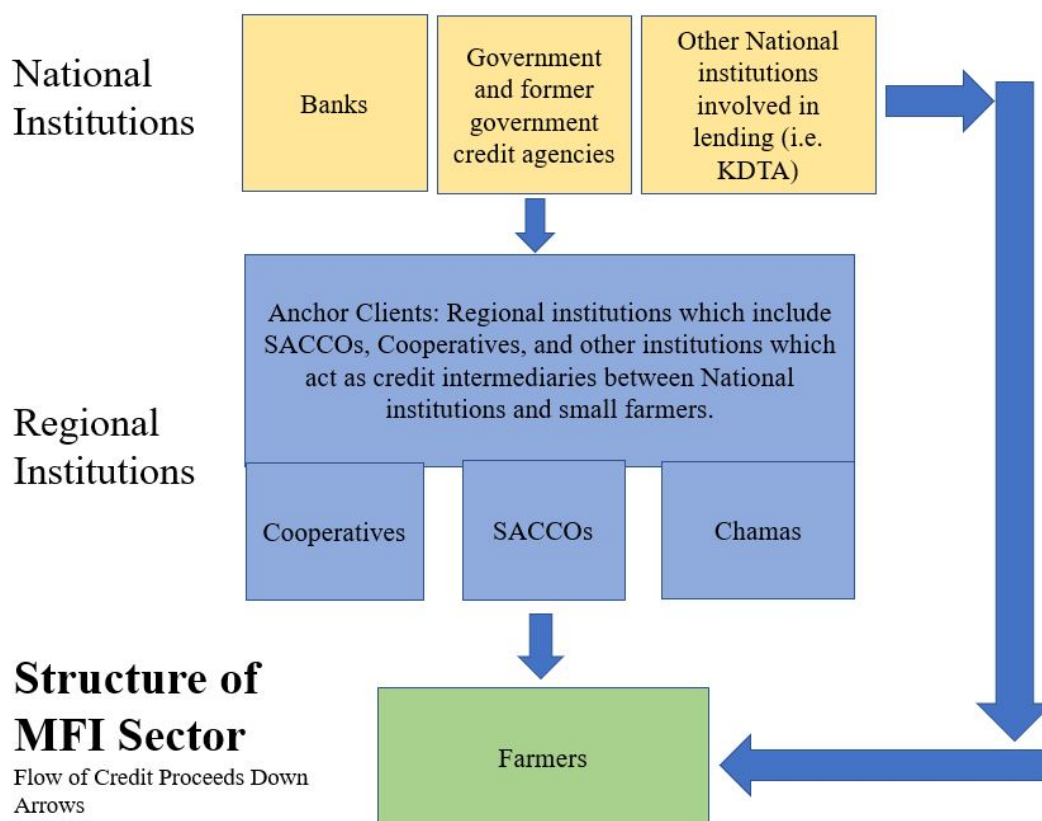 National
Institutions
Banks
Government
and former
government
credit agencies
Other National
institutions
involved in
lending (i.e.
KDTA)
Regional
Institutions
Anchor Clients: Regional institutions which include
SACCOs, Cooperatives, and other institutions which
act as credit intermediaries between National
institutions and small farmers.
Cooperatives
SACCOs
Chamas
Structure of
MFI Sector
Flow of Credit Proceeds Down
Arrows
Farmers